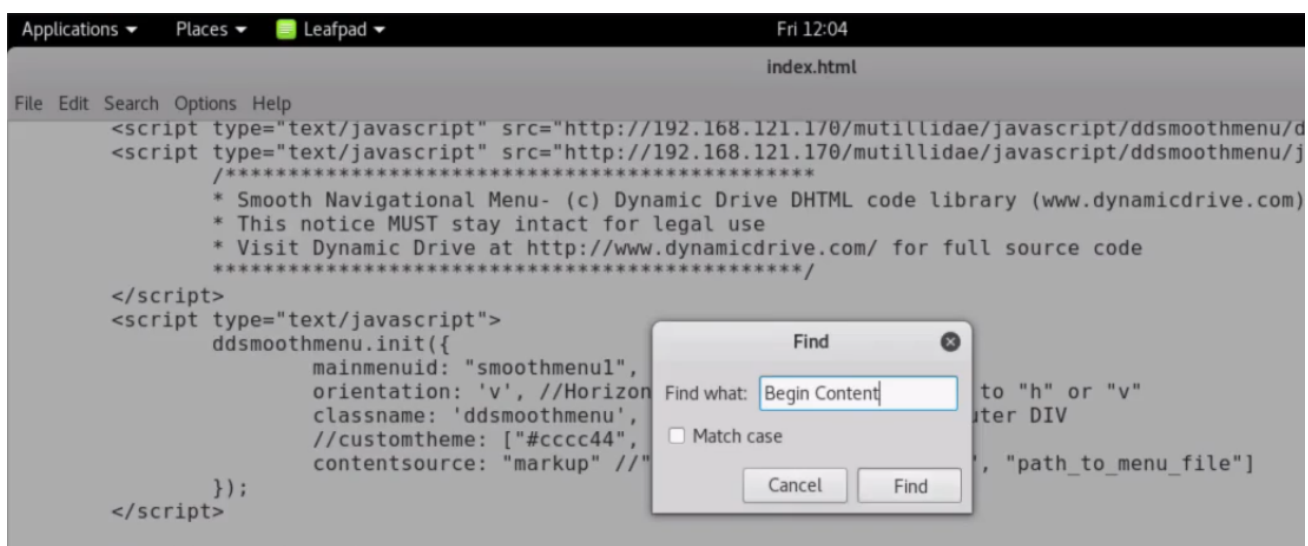 Applications Places Leafpad Fri 12:04
index.html
File Edit Search Options Help
<script type="text/javascript" src="http://192.168.121.170/mutillidae/javascript/ddsmoothmenu/d
<script type="text/javascript" src="http://192.168.121.170/mutillidae/javascript/ddsmoothmenu/j
/***********************************************
* Smooth Navigational Menu- (c) Dynamic Drive DHTML code library (www.dynamicdrive.com)
* This notice MUST stay intact for legal use
* Visit Dynamic Drive at http://www.dynamicdrive.com/ for full source code
***********************************************/
</script>
<script type="text/javascript">
ddsmoothmenu.init({
mainmenuid: "smoothmenu1",
orientation: 'v', //Horizon to "h" or "v"
classname: 'ddsmoothmenu', uter DIV
//customtheme: ["#cccc44",
contentsource: "markup" //" ", "path_to_menu_file"]
});
</script>
Find
Find what: Begin Content
Match case
Cancel Find